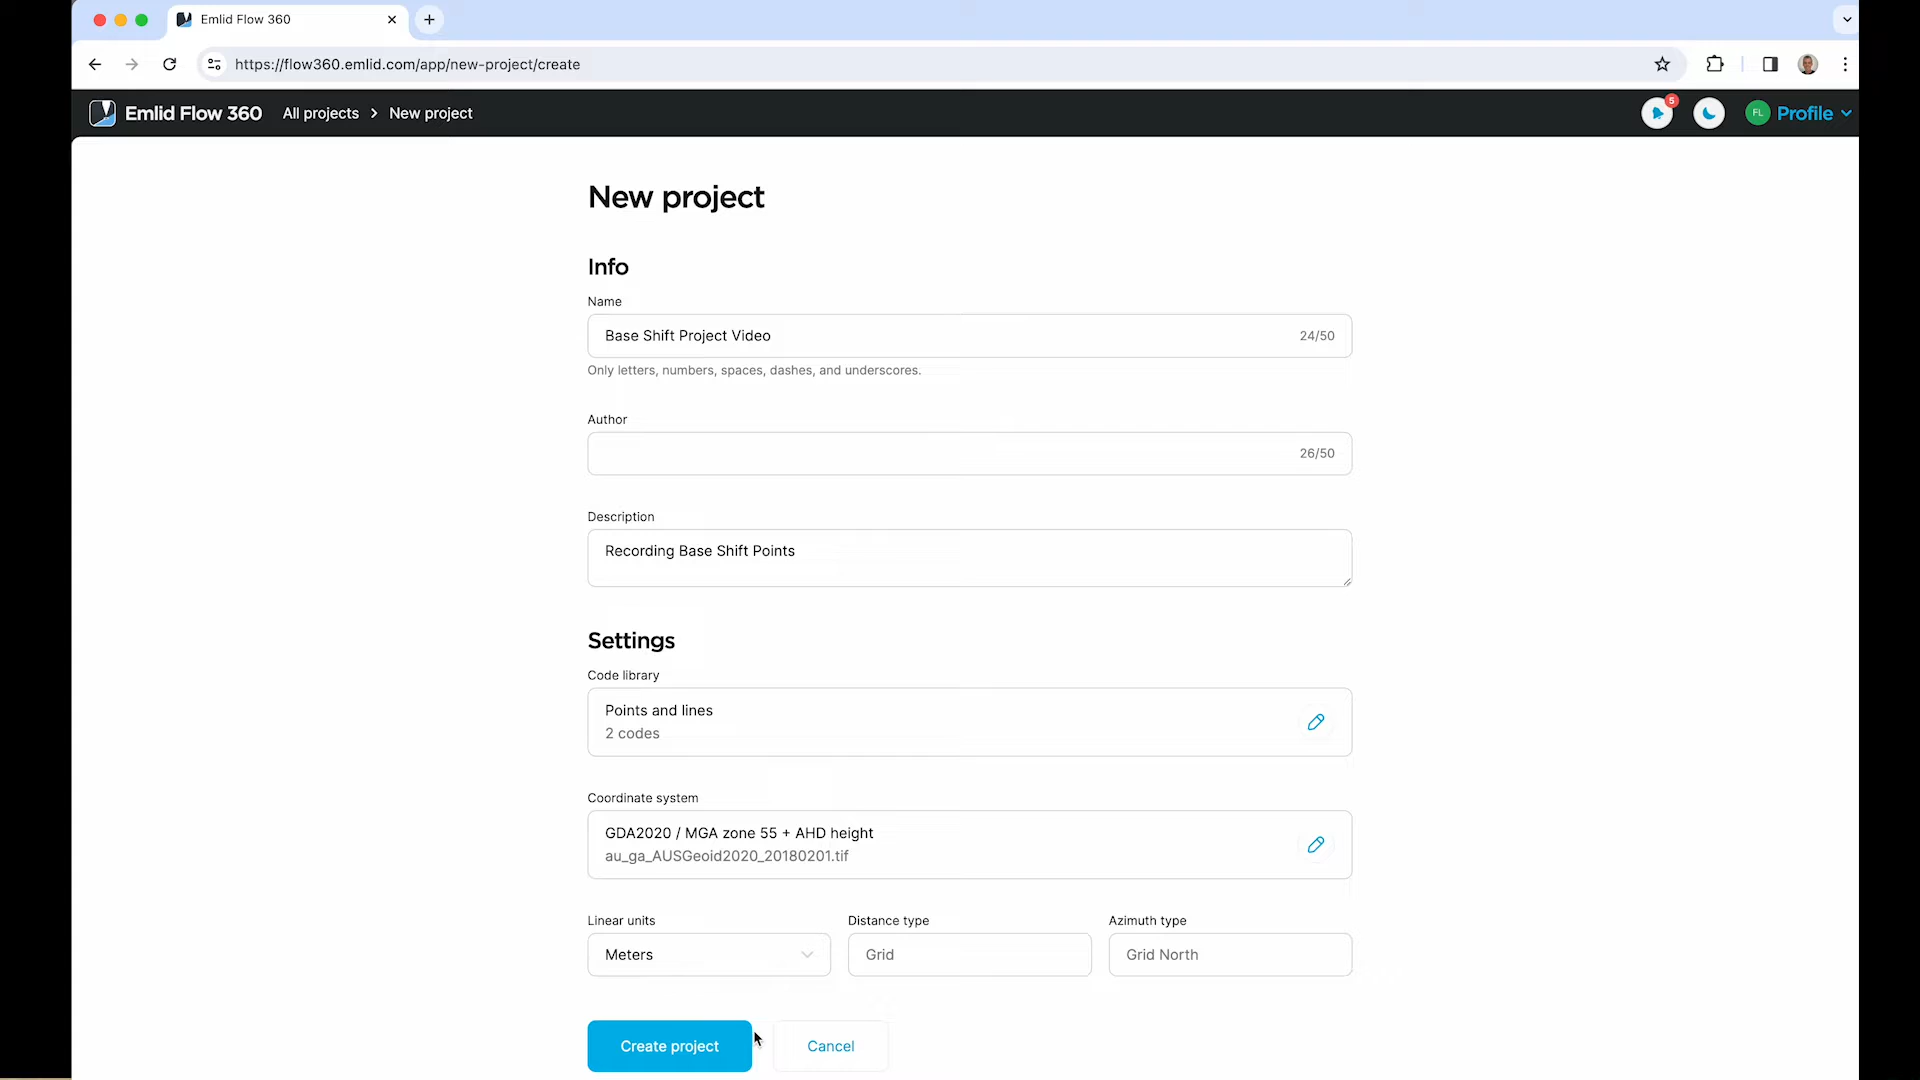 Emlid Flow 360
https://flow360.emlid.com/app/new-project/create
Emlid Flow 360 All projects New project 5 FL Profile
New project
Info
Name
Base Shift Project Video 24/50
Only letters, numbers, spaces, dashes, and underscores.
Author
26/50
Description
Recording Base Shift Points
Settings
Code library
Points and lines
2 codes
Coordinate system
GDA2020 / MGA zone 55 + AHD height
au_ga_AUSGeoid2020_20180201.tif
Linear units Distance type Azimuth type
Meters Grid Grid North
Create project Cancel